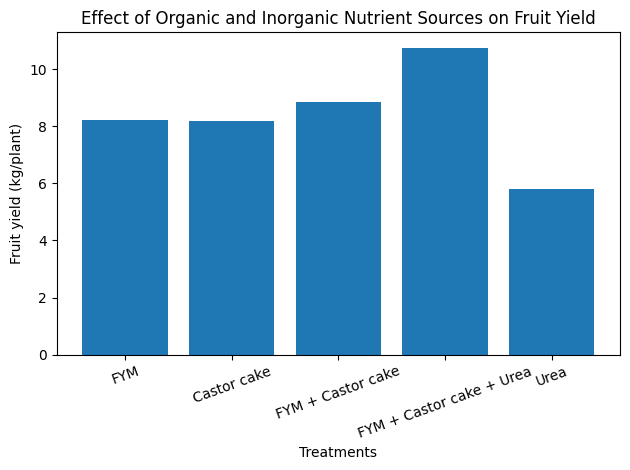 Effect of Organic and Inorganic Nutrient Sources on Fruit Yield
Fruit yield (kg/plant)
10
8
6
4
2
0
FYM
Castor cake
FYM + Castor cake
FYM + Castor cake + Urea
Urea
Treatments